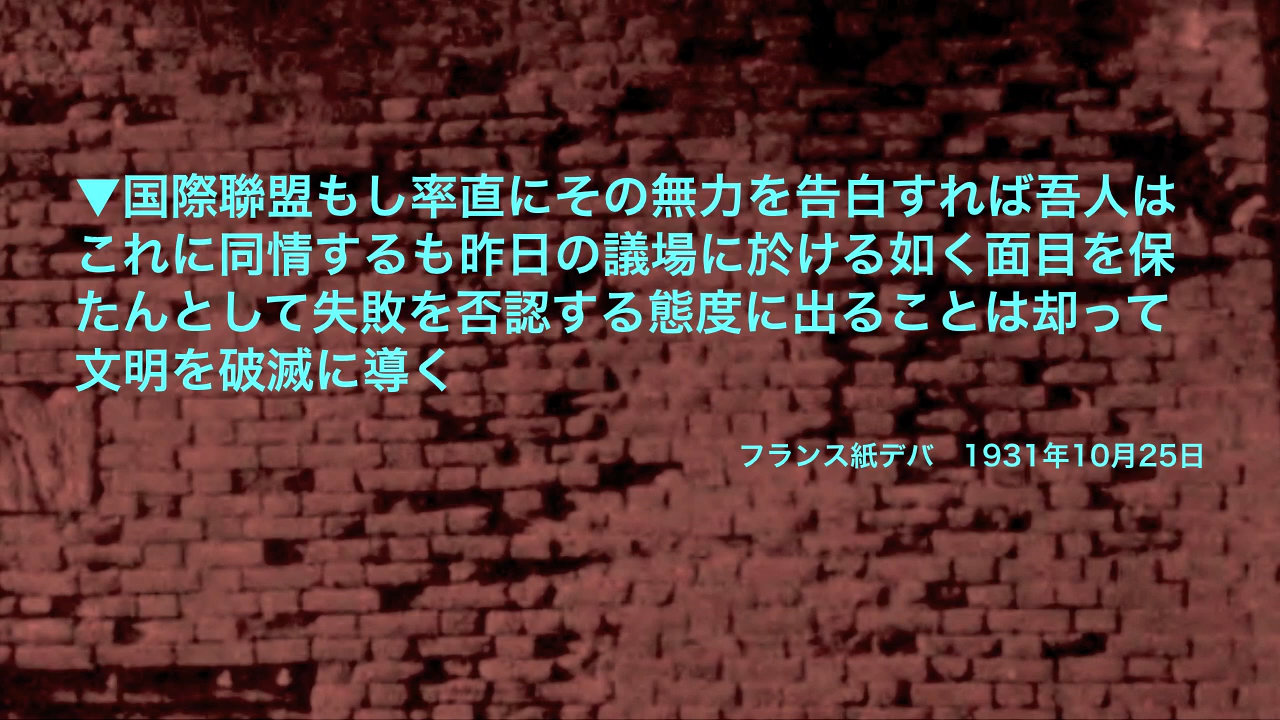 ▼国際聯盟もし率直にその無力を告白すれば吾人は
これに同情するも昨日の議場に於ける如く面目を保
たんとして失敗を否認する態度に出ることは却って
文明を破滅に導く
フランス紙デバ　1931年10月25日